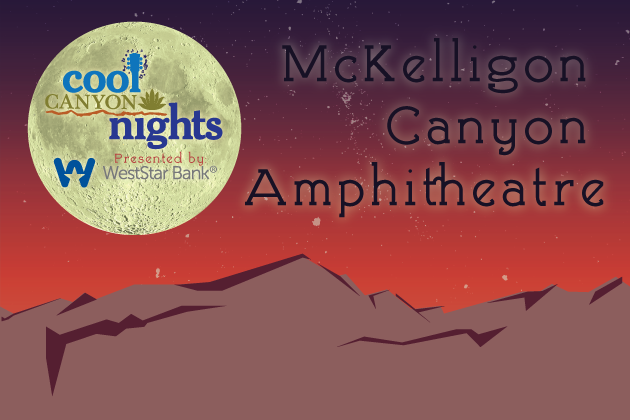 cool
CANYON
nights
Presented by:
WestStar Bank®
McKelligon
Canyon
Amphitheatre